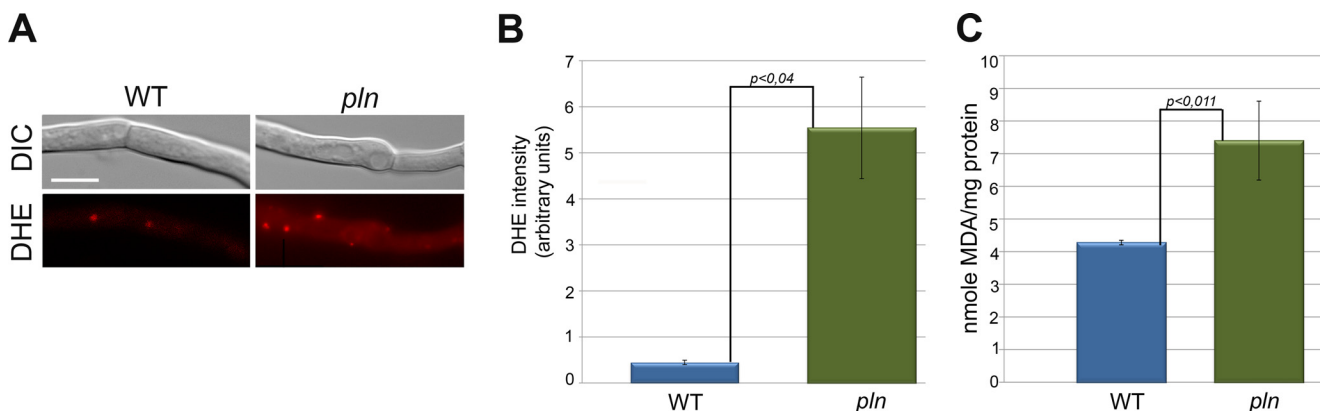 A
WT
pln
DIC
DHE
B
DHE intensity
(arbitrary units)
7
6
5
4
3
2
1
0
p<0,04
WT
pln
C
nmole MDA/mg protein
10
9
8
7
6
5
4
3
2
1
0
p<0,011
WT
pln